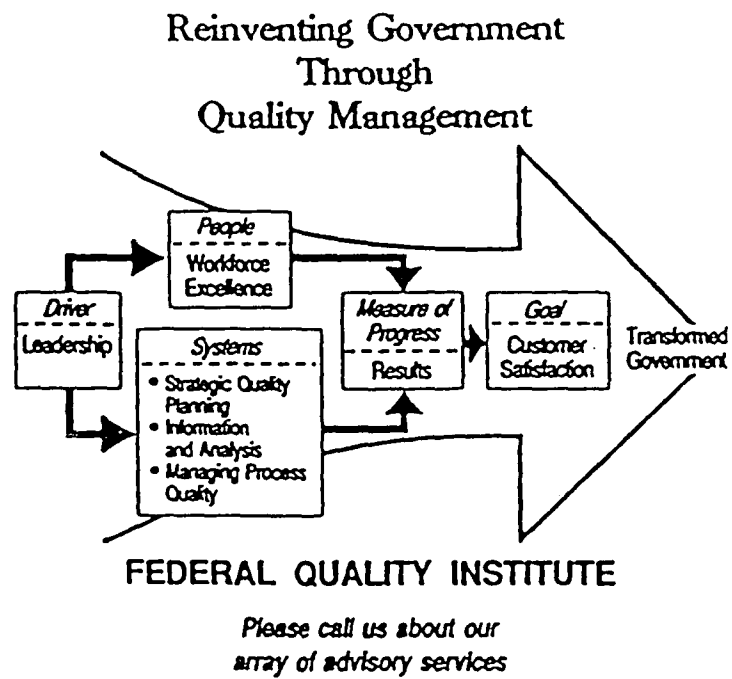 Reinventing Government
Through
Quality Management
People
Workforce
Excellence
Driver
Leadership
Systems
• Strategic Quality
Planning
• Information
and Analysis
• Managing Process
Quality
Measure of
Progress
Results
Goal
Customer
Satisfaction
Transformed
Government
FEDERAL QUALITY INSTITUTE
Please call us about our
array of advisory services